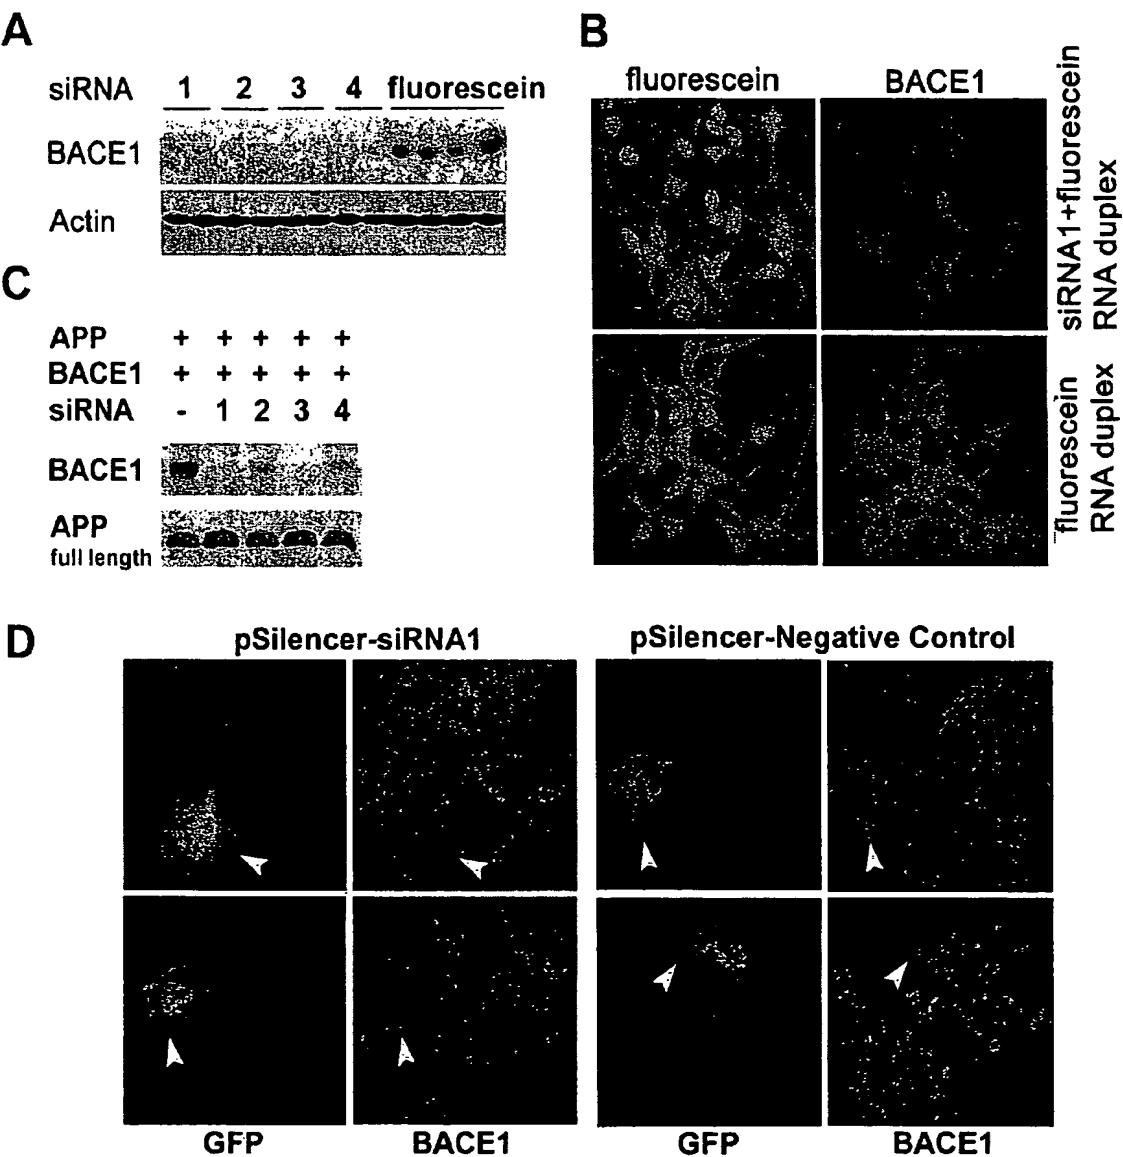 A
siRNA 1 2 3 4 fluorescein
BACE1
Actin
B
fluorescein BACE1
siRNA1+fluorescein
RNA duplex
fluorescein
RNA duplex
C
APP + + + + +
BACE1 + + + + +
siRNA - 1 2 3 4
BACE1
APP
full length
D
pSilencer-siRNA1 pSilencer-Negative Control
GFP BACE1 GFP BACE1